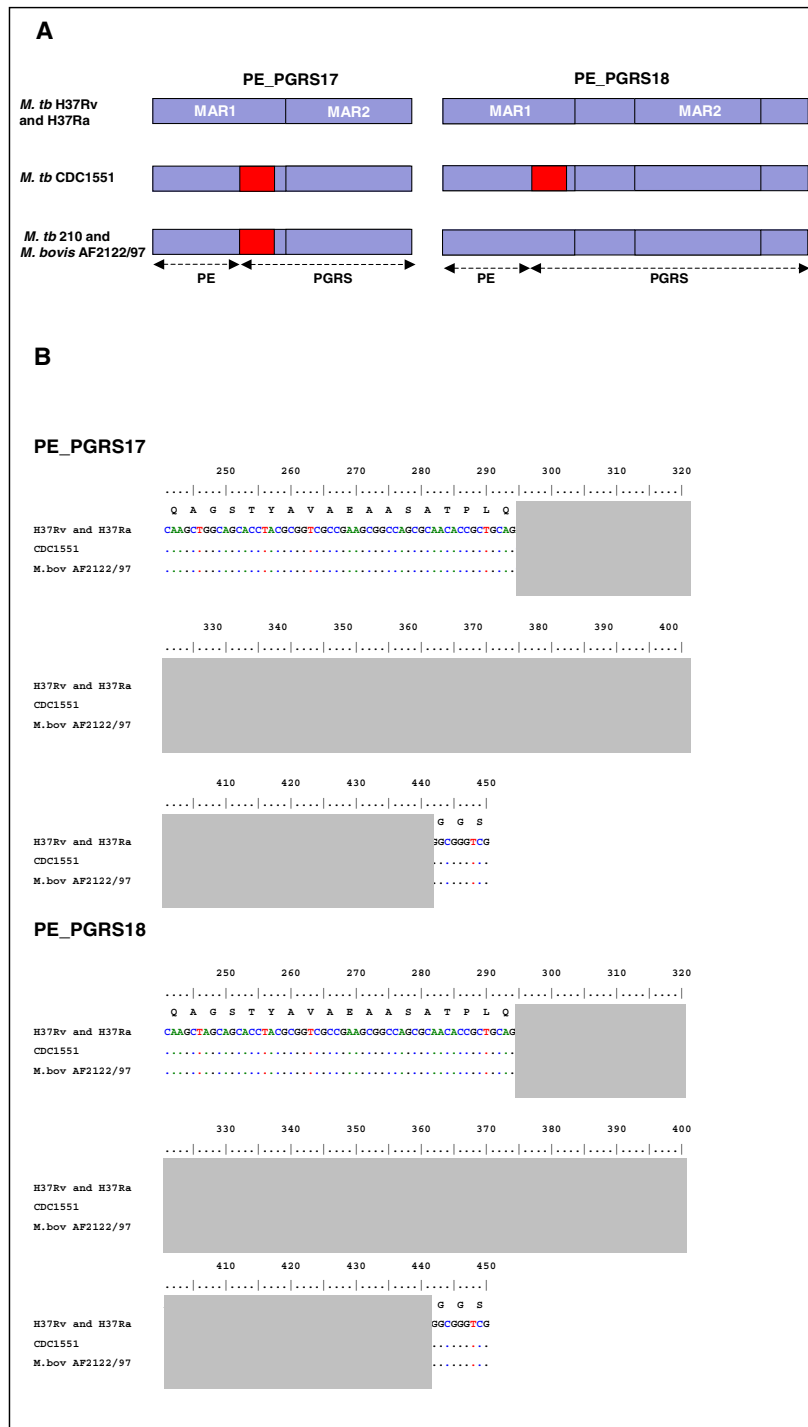 A
PE_PGRS17 PE_PGRS18
M. tb H37Rv and H37Ra
MAR1 MAR2 MAR1 MAR2
M. tb CDC1551
M. tb 210 and M. bovis AF2122/97
PE PGRS PE PGRS
B
PE_PGRS17
250 260 270 280 290 300 310 320
....|....|....|....|....|....|....|....|....|....|....|....|....|....|....|....|
Q A G S T Y A V A E A A S A T P L Q
H37Rv and H37Ra CAAGCTGGCAGCACCTACGCGGTCGCCGAAGCGGCCAGCGCAACACCGCTGCAG
CDC1551 ......................................................
M.bov AF2122/97 ......................................................
330 340 350 360 370 380 390 400
....|....|....|....|....|....|....|....|....|....|....|....|....|....|....|....|
H37Rv and H37Ra
CDC1551
M.bov AF2122/97
410 420 430 440 450
....|....|....|....|....|....|....|....|....|....|
G G S
H37Rv and H37Ra GGCGGGTCG
CDC1551 .........
M.bov AF2122/97 .........
PE_PGRS18
250 260 270 280 290 300 310 320
....|....|....|....|....|....|....|....|....|....|....|....|....|....|....|....|
Q A G S T Y A V A E A A S A T P L Q
H37Rv and H37Ra CAAGCTAGCAGCACCTACGCGGTCGCCGAAGCGGCCAGCGCAACACCGCTGCAG
CDC1551 ......................................................
M.bov AF2122/97 ......................................................
330 340 350 360 370 380 390 400
....|....|....|....|....|....|....|....|....|....|....|....|....|....|....|....|
H37Rv and H37Ra
CDC1551
M.bov AF2122/97
410 420 430 440 450
....|....|....|....|....|....|....|....|....|....|
G G S
H37Rv and H37Ra GGCGGGTCG
CDC1551 .........
M.bov AF2122/97 .........